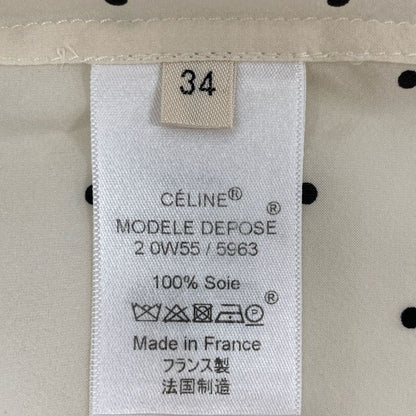 34
CÉLINE®
MODELE DEPOSE®
2 0W55 / 5963
100% Soie
P ®
Made in France
フランス製
法国制造